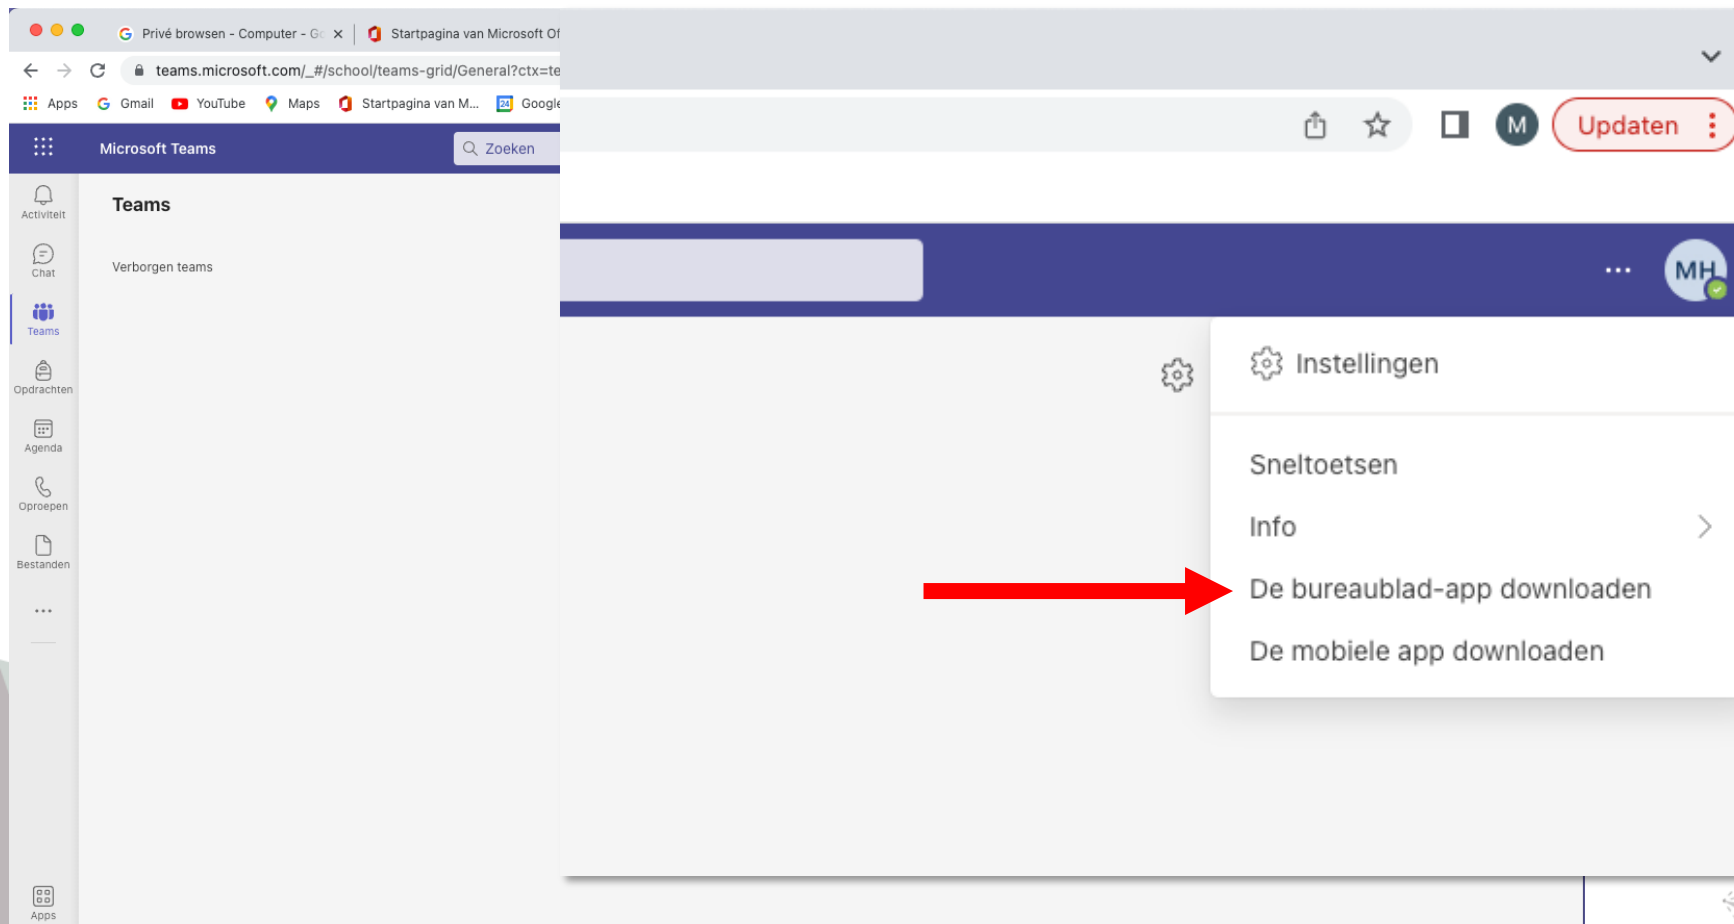 Privé browsen - Computer - Go
Startpagina van Microsoft Of
teams.microsoft.com/_#/school/teams-grid/General?ctx=te
Apps
Gmail
YouTube
Maps
Startpagina van M...
24
Google
M
Updaten
Microsoft Teams
Zoeken
MH
Activiteit
Chat
Teams
Opdrachten
Agenda
Oproepen
Bestanden
Apps
Teams
Verborgen teams
Instellingen
Sneltoetsen
Info
De bureaublad-app downloaden
De mobiele app downloaden